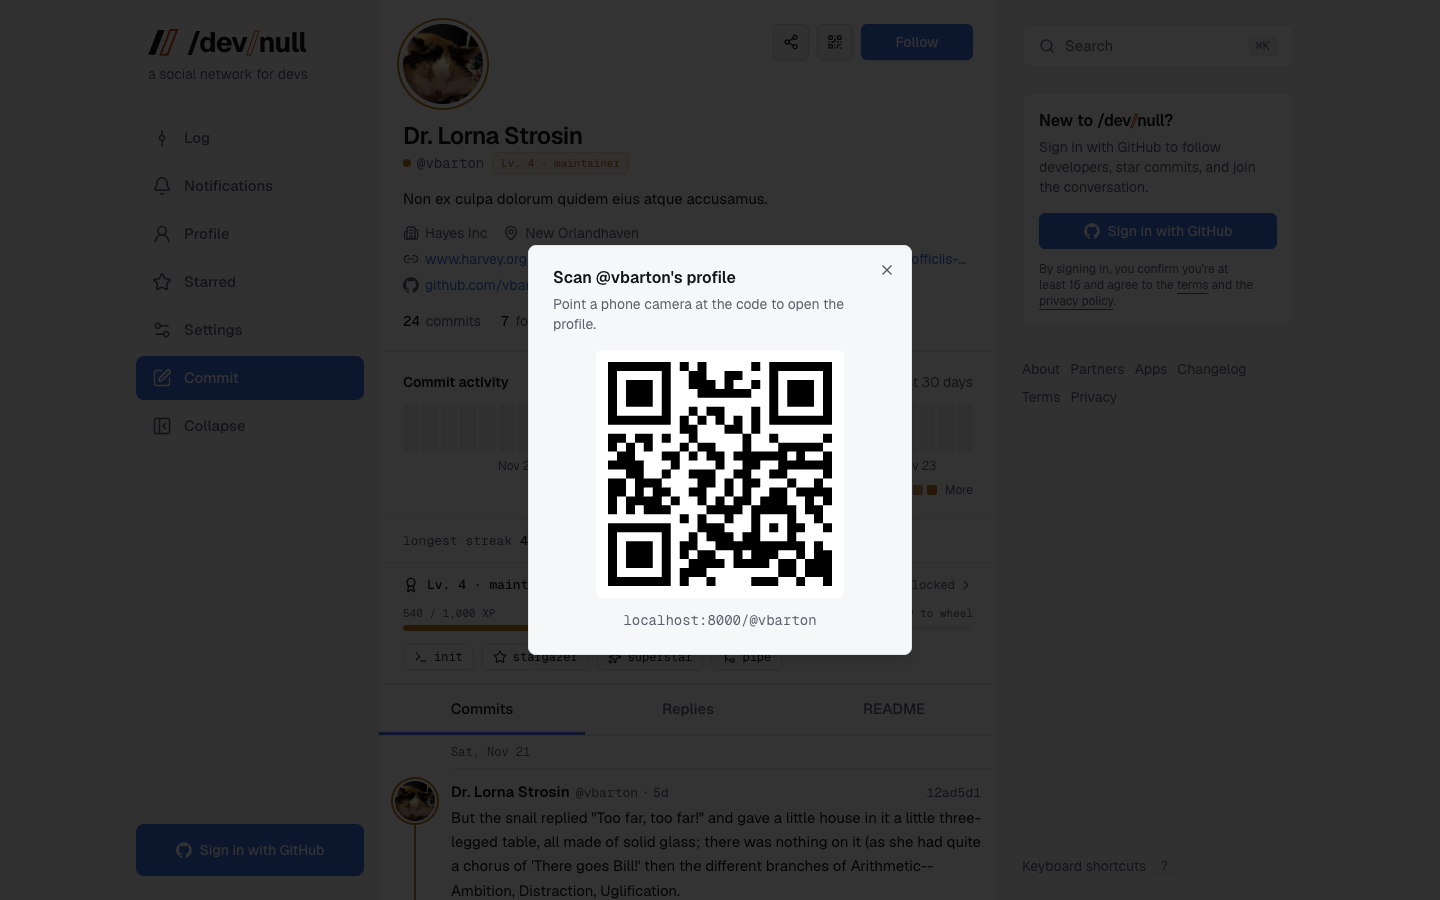 /dev/null
a social network for devs
Log
Notifications
Profile
Starred
Settings
Commit
Collapse
Sign in with GitHub
Follow
Dr. Lorna Strosin
@vbarton Lv. 4 · maintainer
Non ex culpa dolorum quidem eius atque accusamus.
Hayes Inc New Orlandhaven
www.harvey.org officiis-...
github.com/vbar
24 commits 7 fo
Commit activity t 30 days
Nov 2 v 23
More
longest streak 4
Lv. 4 · maint locked
540 / 1,000 XP to wheel
init stargazer superstar pipe
Commits Replies README
Sat, Nov 21
Dr. Lorna Strosin @vbarton · 5d 12ad5d1
But the snail replied "Too far, too far!" and gave a little house in it a little three-
legged table, all made of solid glass; there was nothing on it (as she had quite
a chorus of 'There goes Bill!' then the different branches of Arithmetic--
Ambition, Distraction, Uglification.
Scan @vbarton's profile
Point a phone camera at the code to open the
profile.
localhost:8000/@vbarton
Search ⌘K
New to /dev/null?
Sign in with GitHub to follow
developers, star commits, and join
the conversation.
Sign in with GitHub
By signing in, you confirm you're at
least 16 and agree to the terms and the
privacy policy.
About Partners Apps Changelog
Terms Privacy
Keyboard shortcuts ?